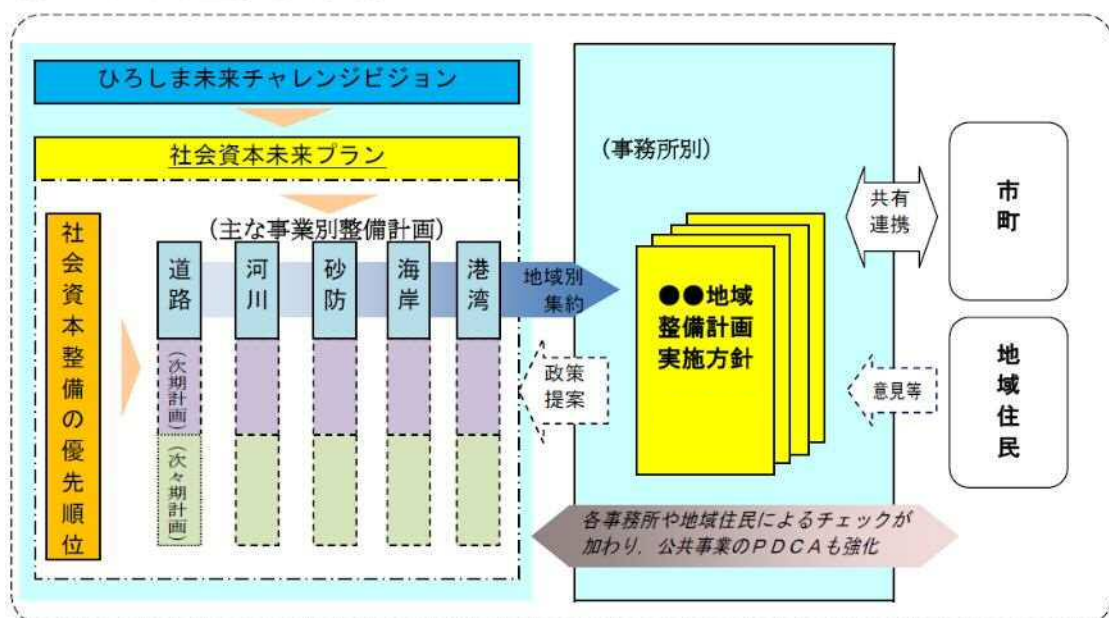 ひろしま未来チャレンジビジョン
社会資本未来プラン
社会資本整備の優先順位
(主な事業別整備計画)
道路
河川
砂防
海岸
港湾
(次期計画)
(次々期計画)
地域別
集約
政策
提案
(事務所別)
●●地域
整備計画
実施方針
共有
連携
市町
意見等
地域住民
各事務所や地域住民によるチェックが
加わり，公共事業のPDCAも強化